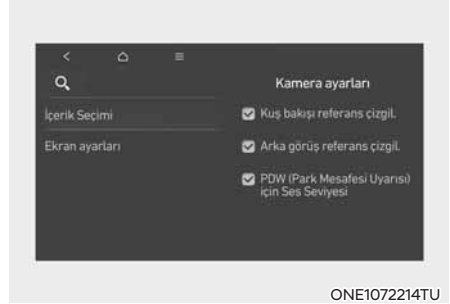 Kamera ayarları
İçerik Seçimi
Ekran ayarları
Kuş bakışı referans çizgil.
Arka görüş referans çizgil.
PDW (Park Mesafesi Uyarısı)
için Ses Seviyesi
ONE1072214TU